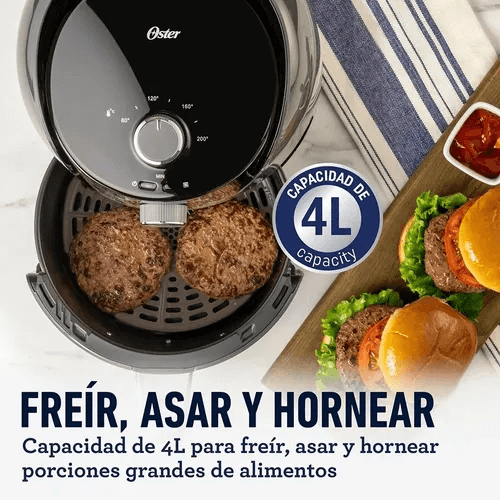 Oster
120°
80°
160°
200°
MIN
CAPACIDAD DE
4L
capacity
FREÍR, ASAR Y HORNEAR
Capacidad de 4L para freír, asar y hornear
porciones grandes de alimentos